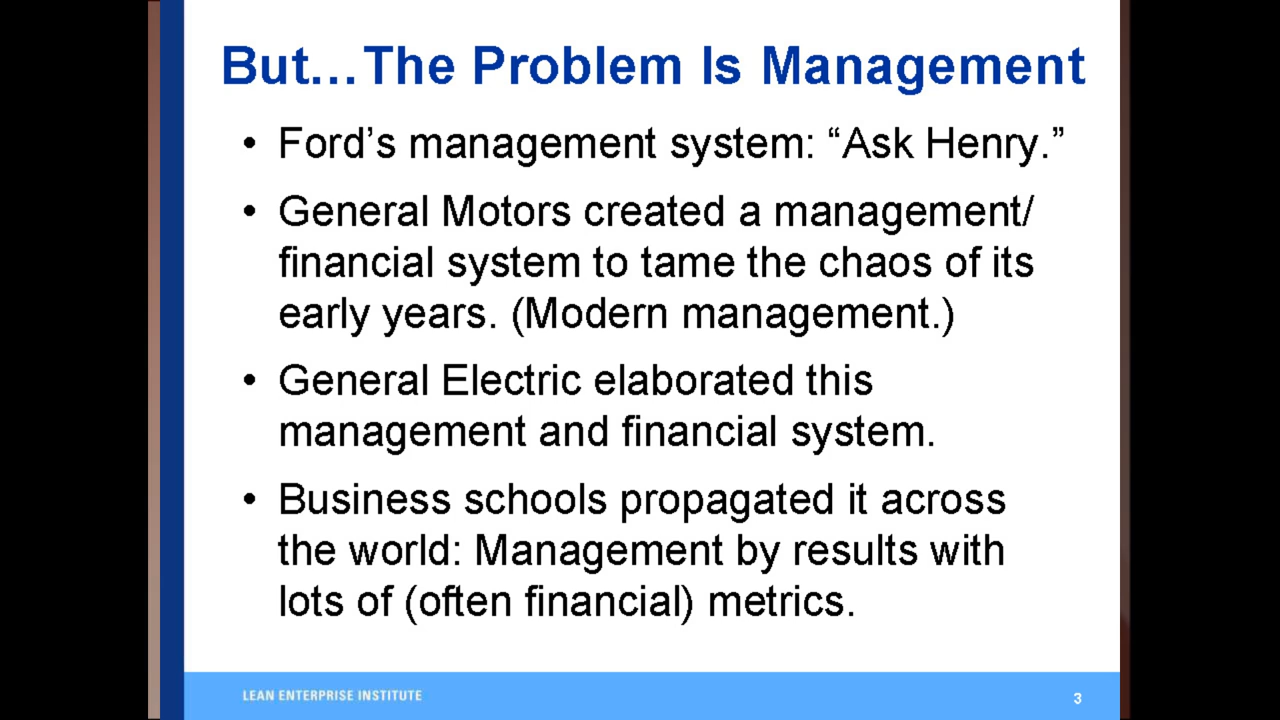 But…The Problem Is Management
• Ford’s management system: “Ask Henry.”
• General Motors created a management/
financial system to tame the chaos of its
early years. (Modern management.)
• General Electric elaborated this
management and financial system.
• Business schools propagated it across
the world: Management by results with
lots of (often financial) metrics.
LEAN ENTERPRISE INSTITUTE
3